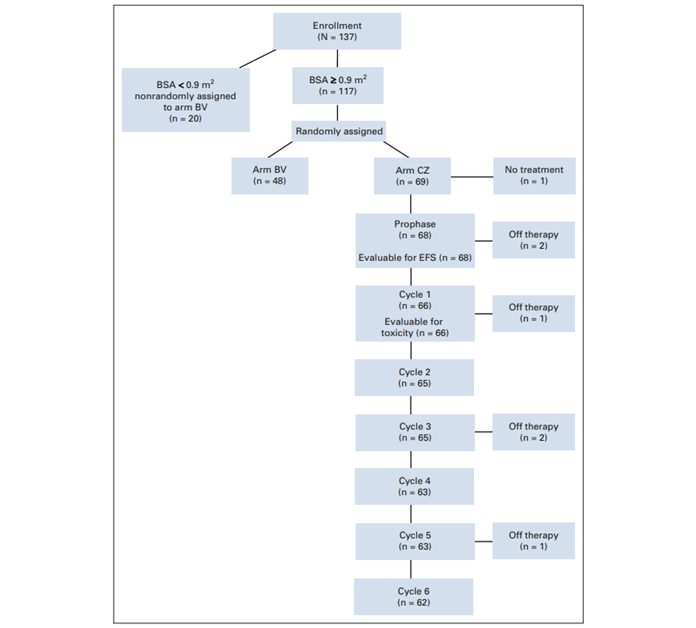 Enrollment
(N = 137)
BSA < 0.9 m²
nonrandomly assigned
to arm BV
(n = 20)
BSA ≥ 0.9 m²
(n = 117)
Randomly assigned
Arm BV
(n = 48)
Arm CZ
(n = 69)
No treatment
(n = 1)
Prophase
(n = 68)
Evaluable for EFS (n = 68)
Off therapy
(n = 2)
Cycle 1
(n = 66)
Evaluable for
toxicity (n = 66)
Off therapy
(n = 1)
Cycle 2
(n = 65)
Cycle 3
(n = 65)
Off therapy
(n = 2)
Cycle 4
(n = 63)
Cycle 5
(n = 63)
Off therapy
(n = 1)
Cycle 6
(n = 62)